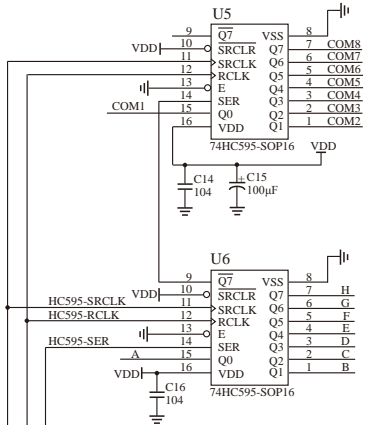 U5
9 Q7 VSS 8
VDD 10 SRCLR Q7 7 COM8
11 SRCLK Q6 6 COM7
12 RCLK Q5 5 COM6
13 E Q4 4 COM5
14 SER Q3 3 COM4
COM1 15 Q0 Q2 2 COM3
16 VDD Q1 1 COM2
74HC595-SOP16
VDD
C14
104
+
C15
100μF
U6
9 Q7 VSS 8
VDD 10 SRCLR Q7 7 H
HC595-SRCLK 11 SRCLK Q6 6 G
HC595-RCLK 12 RCLK Q5 5 F
13 E Q4 4 E
HC595-SER 14 SER Q3 3 D
A 15 Q0 Q2 2 C
VDD 16 VDD Q1 1 B
74HC595-SOP16
C16
104